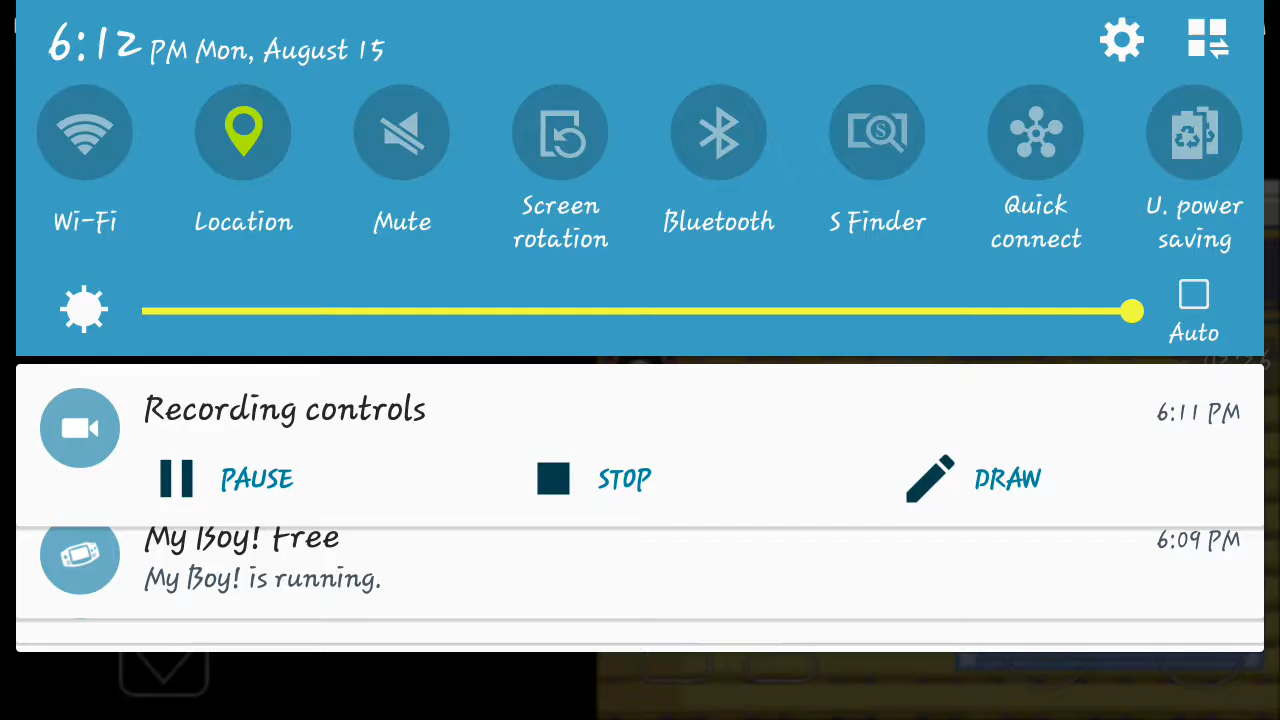 6:12 PM Mon, August 15
Wi-Fi
Location
Mute
Screen
rotation
Bluetooth
S Finder
Quick
connect
U. power
saving
Auto
Recording controls
6:11 PM
PAUSE
STOP
DRAW
My Boy! Free
6:09 PM
My Boy! is running.